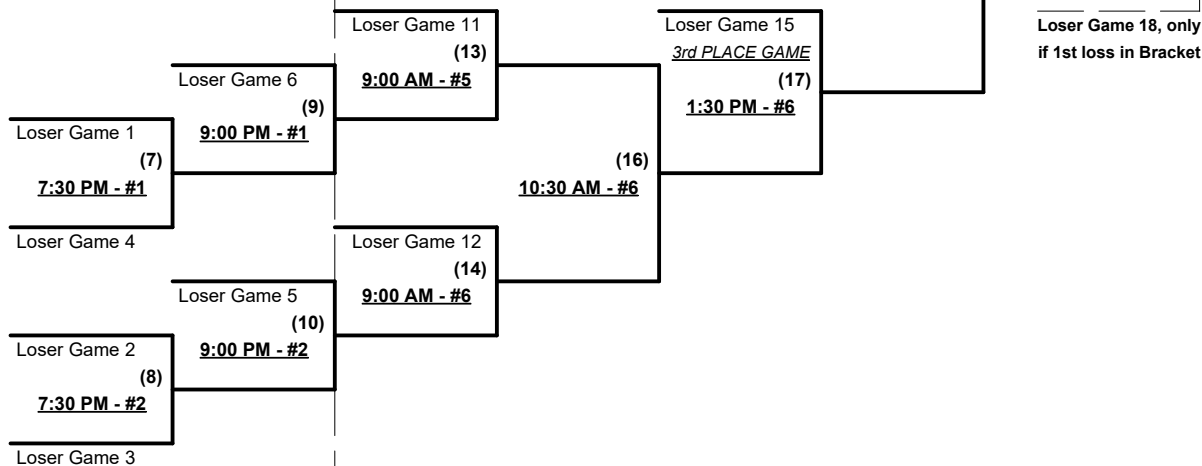 Loser Game 11
(13)
9:00 AM - #5
Loser Game 15
3rd PLACE GAME
(17)
1:30 PM - #6
Loser Game 18, only
if 1st loss in Bracket
Loser Game 6
(9)
9:00 PM - #1
Loser Game 1
(7)
7:30 PM - #1
Loser Game 4
(16)
10:30 AM - #6
Loser Game 12
(14)
9:00 AM - #6
Loser Game 5
(10)
9:00 PM - #2
Loser Game 2
(8)
7:30 PM - #2
Loser Game 3